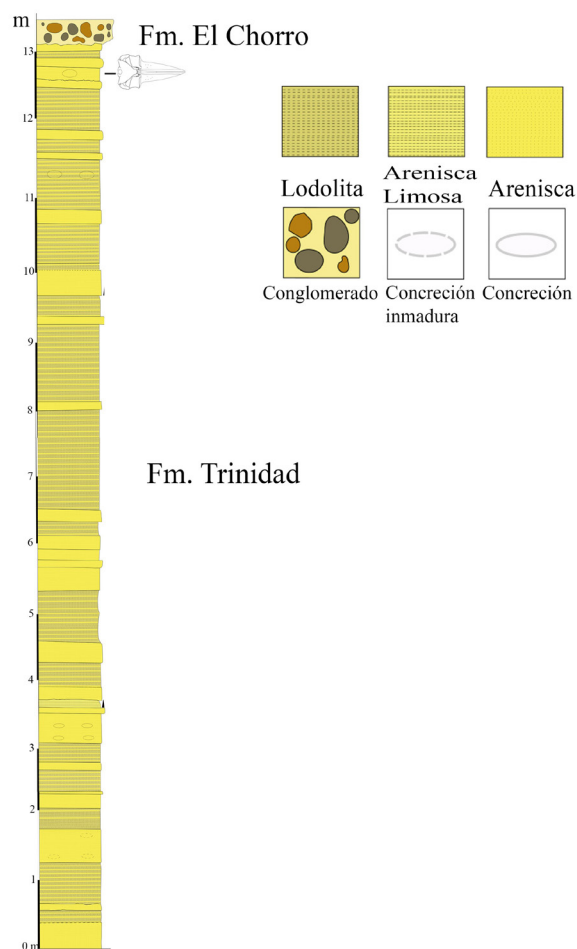 m
Fm. El Chorro
13
12
11
10
9
8
7
6
5
4
3
2
1
0 m
Fm. Trinidad
Lodolita
Arenisca
Limosa
Arenisca
Conglomerado
Concreción
inmadura
Concreción